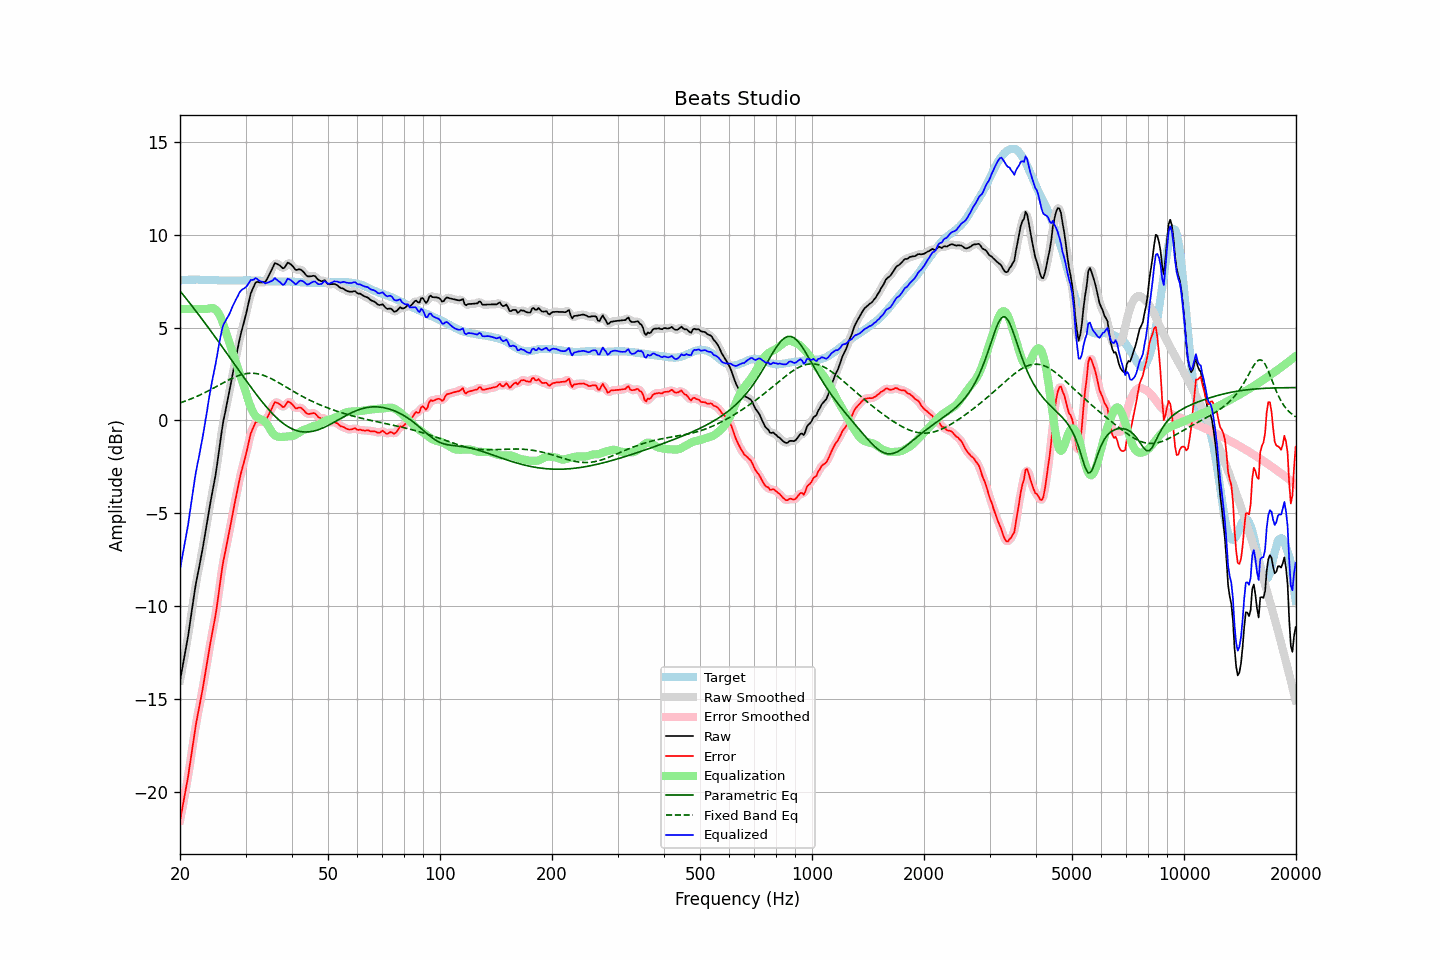 Beats Studio
Amplitude (dBr)
15
10
5
0
−5
−10
−15
−20
Target
Raw Smoothed
Error Smoothed
Raw
Error
Equalization
Parametric Eq
Fixed Band Eq
Equalized
20 50 100 200 500 1000 2000 5000 10000 20000
Frequency (Hz)